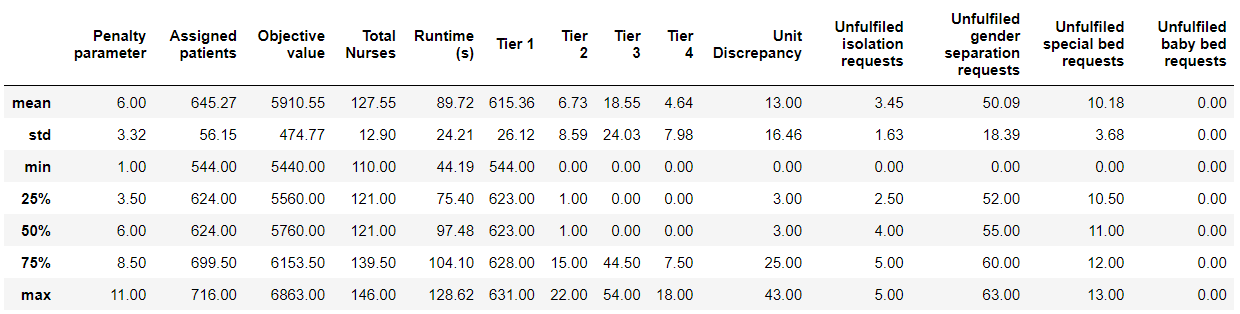 Penalty parameter Assigned patients Objective value Total Nurses Runtime (s) Tier 1 Tier 2 Tier 3 Tier 4 Unit Discrepancy Unfulfiled isolation requests Unfulfiled gender separation requests Unfulfiled special bed requests Unfulfiled baby bed requests
mean 6.00 645.27 5910.55 127.55 89.72 615.36 6.73 18.55 4.64 13.00 3.45 50.09 10.18 0.00
std 3.32 56.15 474.77 12.90 24.21 26.12 8.59 24.03 7.98 16.46 1.63 18.39 3.68 0.00
min 1.00 544.00 5440.00 110.00 44.19 544.00 0.00 0.00 0.00 0.00 0.00 0.00 0.00 0.00
25% 3.50 624.00 5560.00 121.00 75.40 623.00 1.00 0.00 0.00 3.00 2.50 52.00 10.50 0.00
50% 6.00 624.00 5760.00 121.00 97.48 623.00 1.00 0.00 0.00 3.00 4.00 55.00 11.00 0.00
75% 8.50 699.50 6153.50 139.50 104.10 628.00 15.00 44.50 7.50 25.00 5.00 60.00 12.00 0.00
max 11.00 716.00 6863.00 146.00 128.62 631.00 22.00 54.00 18.00 43.00 5.00 63.00 13.00 0.00